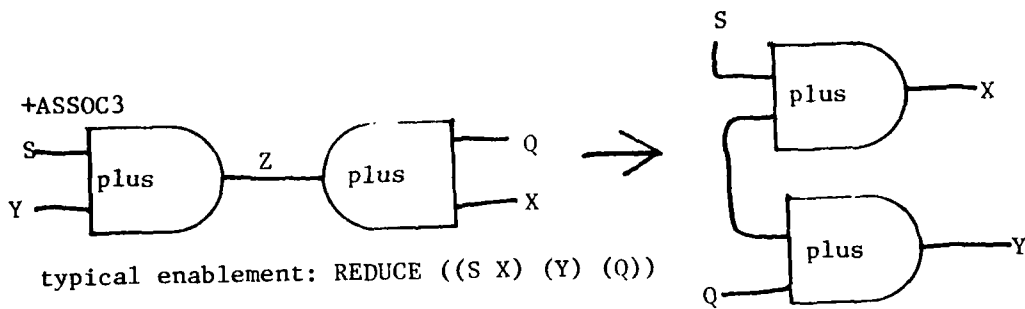 +ASSOC3
S
Y
plus
Z
plus
Q
X
typical enablement: REDUCE ((S X) (Y) (Q))
S
plus
X
plus
Y
Q